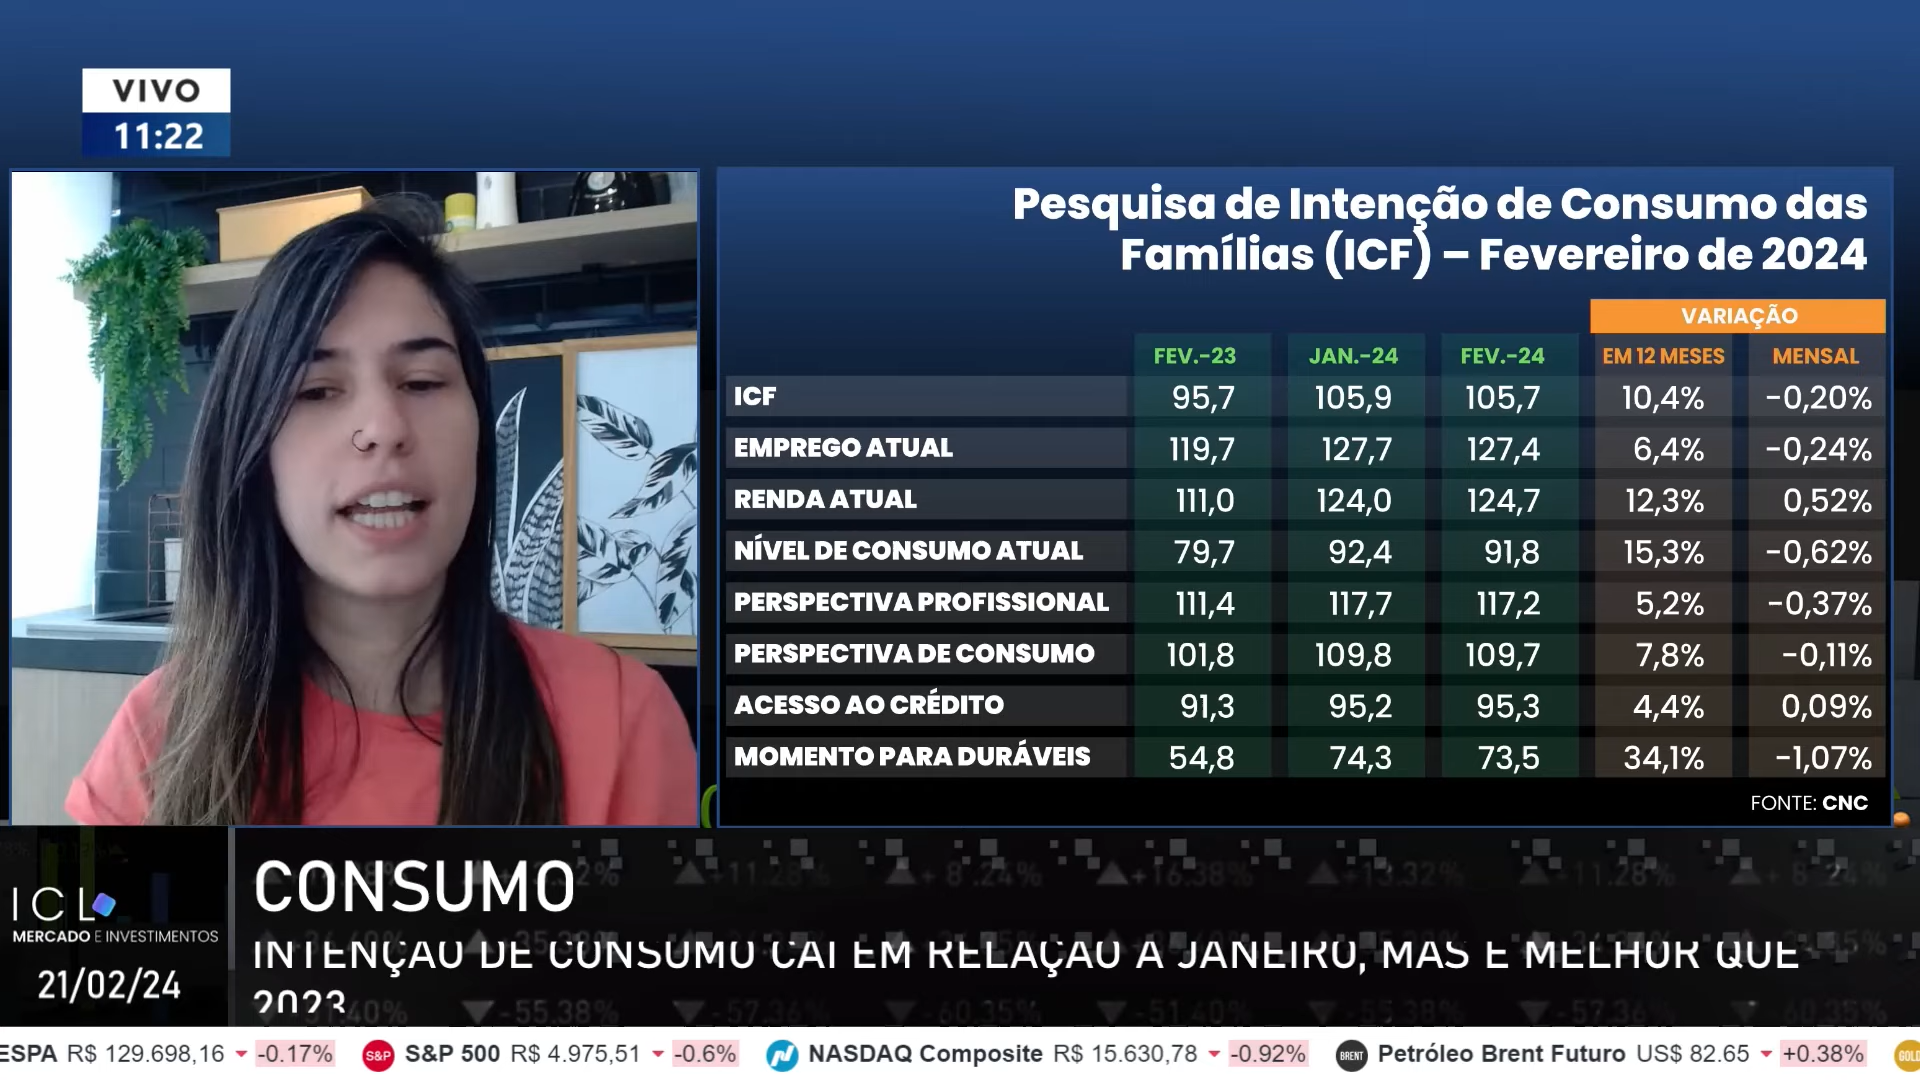 VIVO
11:22
Pesquisa de Intenção de Consumo das
Famílias (ICF) – Fevereiro de 2024
VARIAÇÃO
FEV.-23 JAN.-24 FEV.-24 EM 12 MESES MENSAL
ICF 95,7 105,9 105,7 10,4% -0,20%
EMPREGO ATUAL 119,7 127,7 127,4 6,4% -0,24%
RENDA ATUAL 111,0 124,0 124,7 12,3% 0,52%
NÍVEL DE CONSUMO ATUAL 79,7 92,4 91,8 15,3% -0,62%
PERSPECTIVA PROFISSIONAL 111,4 117,7 117,2 5,2% -0,37%
PERSPECTIVA DE CONSUMO 101,8 109,8 109,7 7,8% -0,11%
ACESSO AO CRÉDITO 91,3 95,2 95,3 4,4% 0,09%
MOMENTO PARA DURÁVEIS 54,8 74,3 73,5 34,1% -1,07%
FONTE: CNC
ICL
MERCADO E INVESTIMENTOS
21/02/24
CONSUMO
INTENÇÃO DE CONSUMO CAI EM RELAÇÃO A JANEIRO, MAS É MELHOR QUE
2023
ESPA R$ 129.698,16 -0.17% S&P S&P 500 R$ 4.975,51 -0.6% NASDAQ Composite R$ 15.630,78 -0.92% BRENT Petróleo Brent Futuro US$ 82.65 +0.38% GOLD